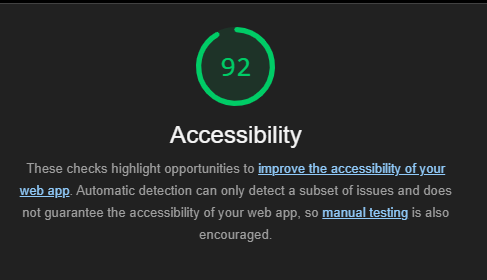 92
Accessibility
These checks highlight opportunities to improve the accessibility of your
web app. Automatic detection can only detect a subset of issues and does
not guarantee the accessibility of your web app, so manual testing is also
encouraged.